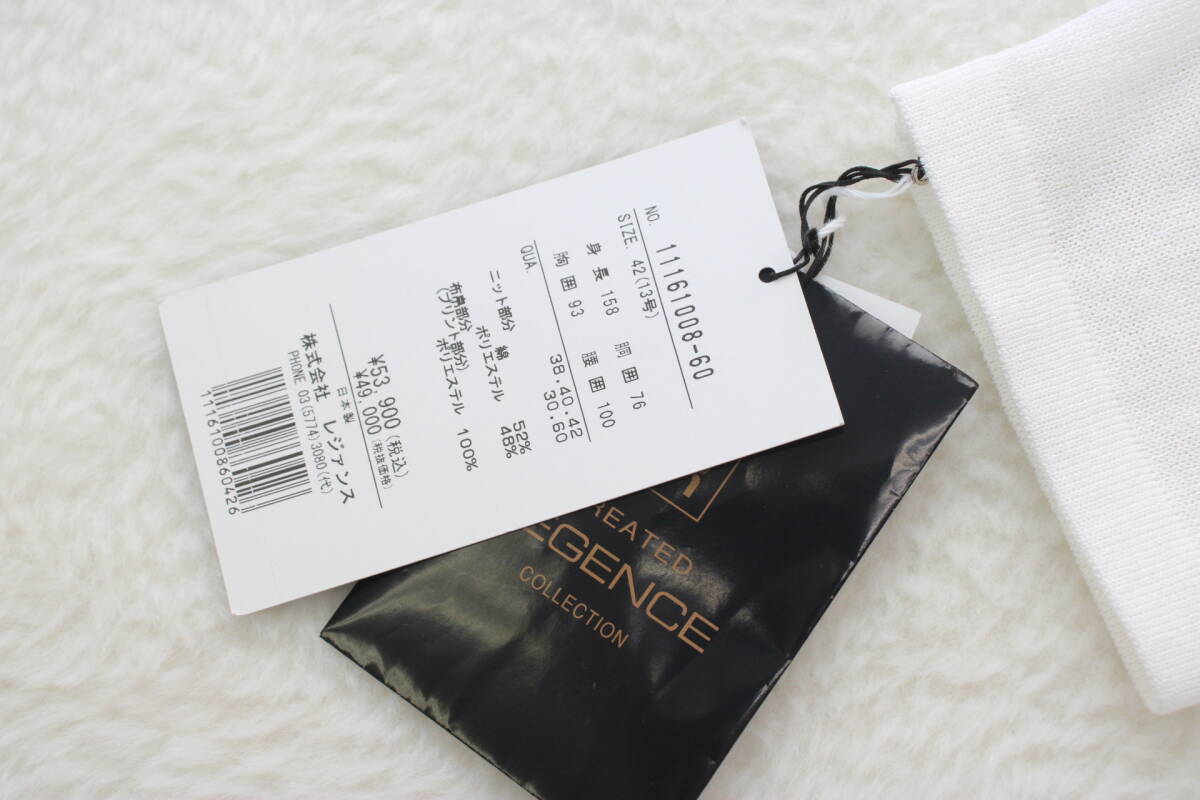 NO. 11161008-60
SIZE. 42(13号)
身長 158 胴囲 76
胸囲 93 腰囲 100
QUA. 38.40.42
30.60
ニット部分 綿 52%
ポリエステル 48%
布帛部分 ポリエステル 100%
(プリント部分)
¥53,900(税込)
¥49,000(税抜価格)
日本製
株式会社 レジアンス
PHONE 03(5774)3080(代)
1116100860426
REATED
EGENCE
COLLECTION